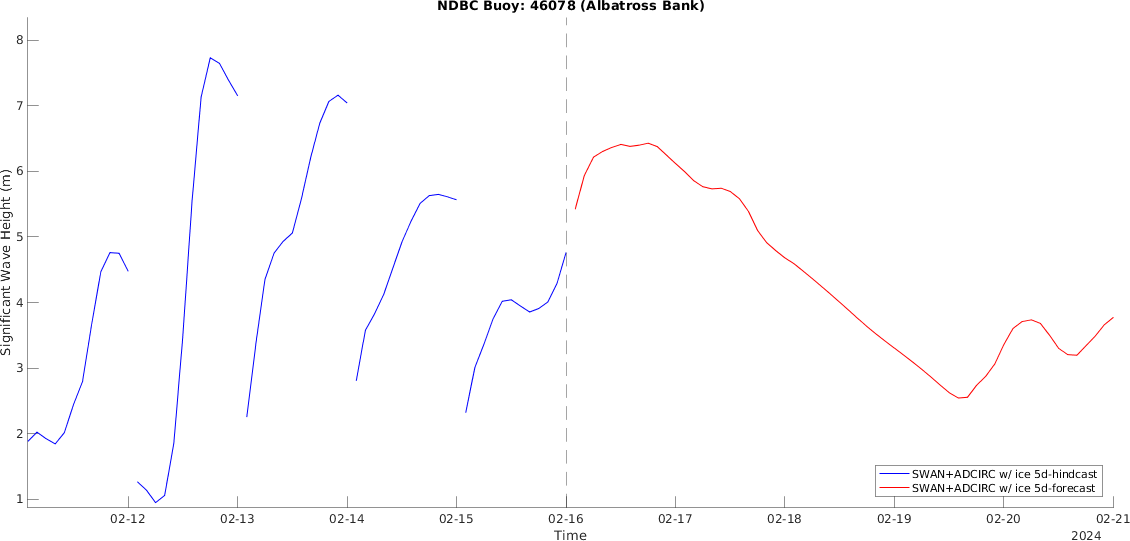 NDBC Buoy: 46078 (Albatross Bank)
Significant Wave Height (m)
8
7
6
5
4
3
2
1
SWAN+ADCIRC w/ ice 5d-hindcast
SWAN+ADCIRC w/ ice 5d-forecast
02-12 02-13 02-14 02-15 02-16 02-17 02-18 02-19 02-20 02-21
Time
2024